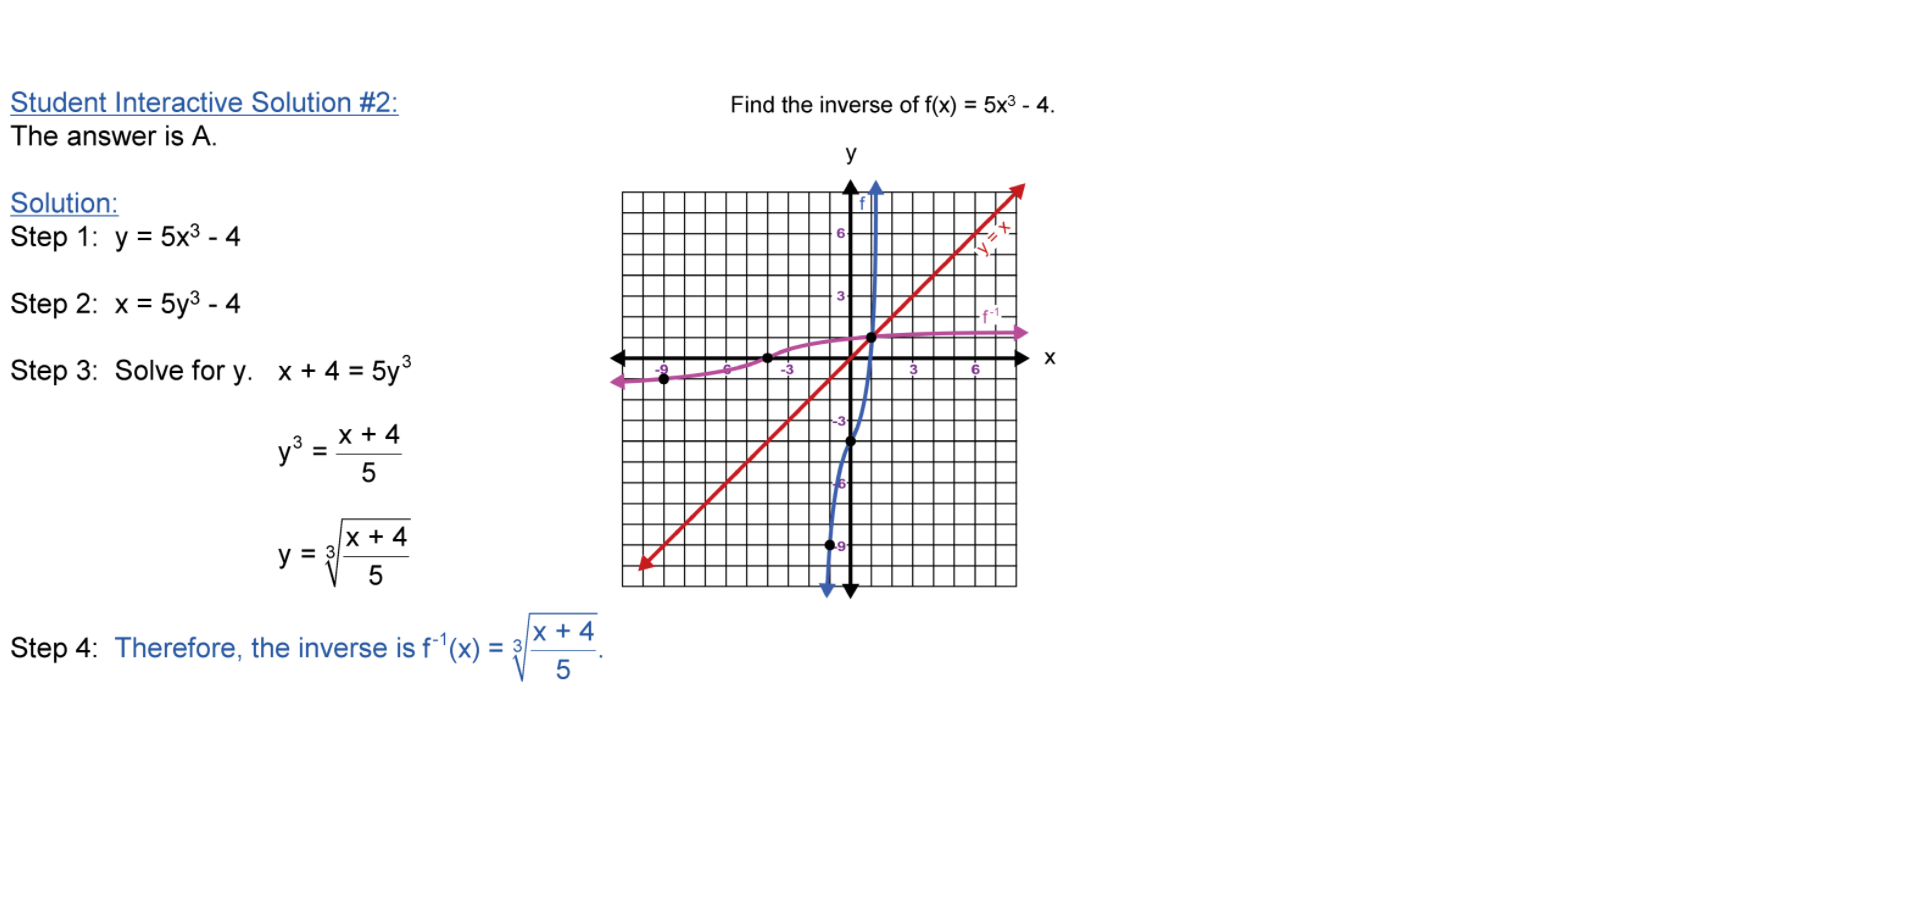 Student Interactive Solution #2:
The answer is A.
Solution:
Step 1: y = 5x³ - 4
Step 2: x = 5y³ - 4
Step 3: Solve for y. x + 4 = 5y³
y³ = (x + 4)/5
y = ∛((x + 4)/5)
Step 4: Therefore, the inverse is f⁻¹(x) = ∛((x + 4)/5).
Find the inverse of f(x) = 5x³ - 4.
y
f
6
y = x
3
f⁻¹
x
-9 -6 -3 3 6
-3
-6
-9